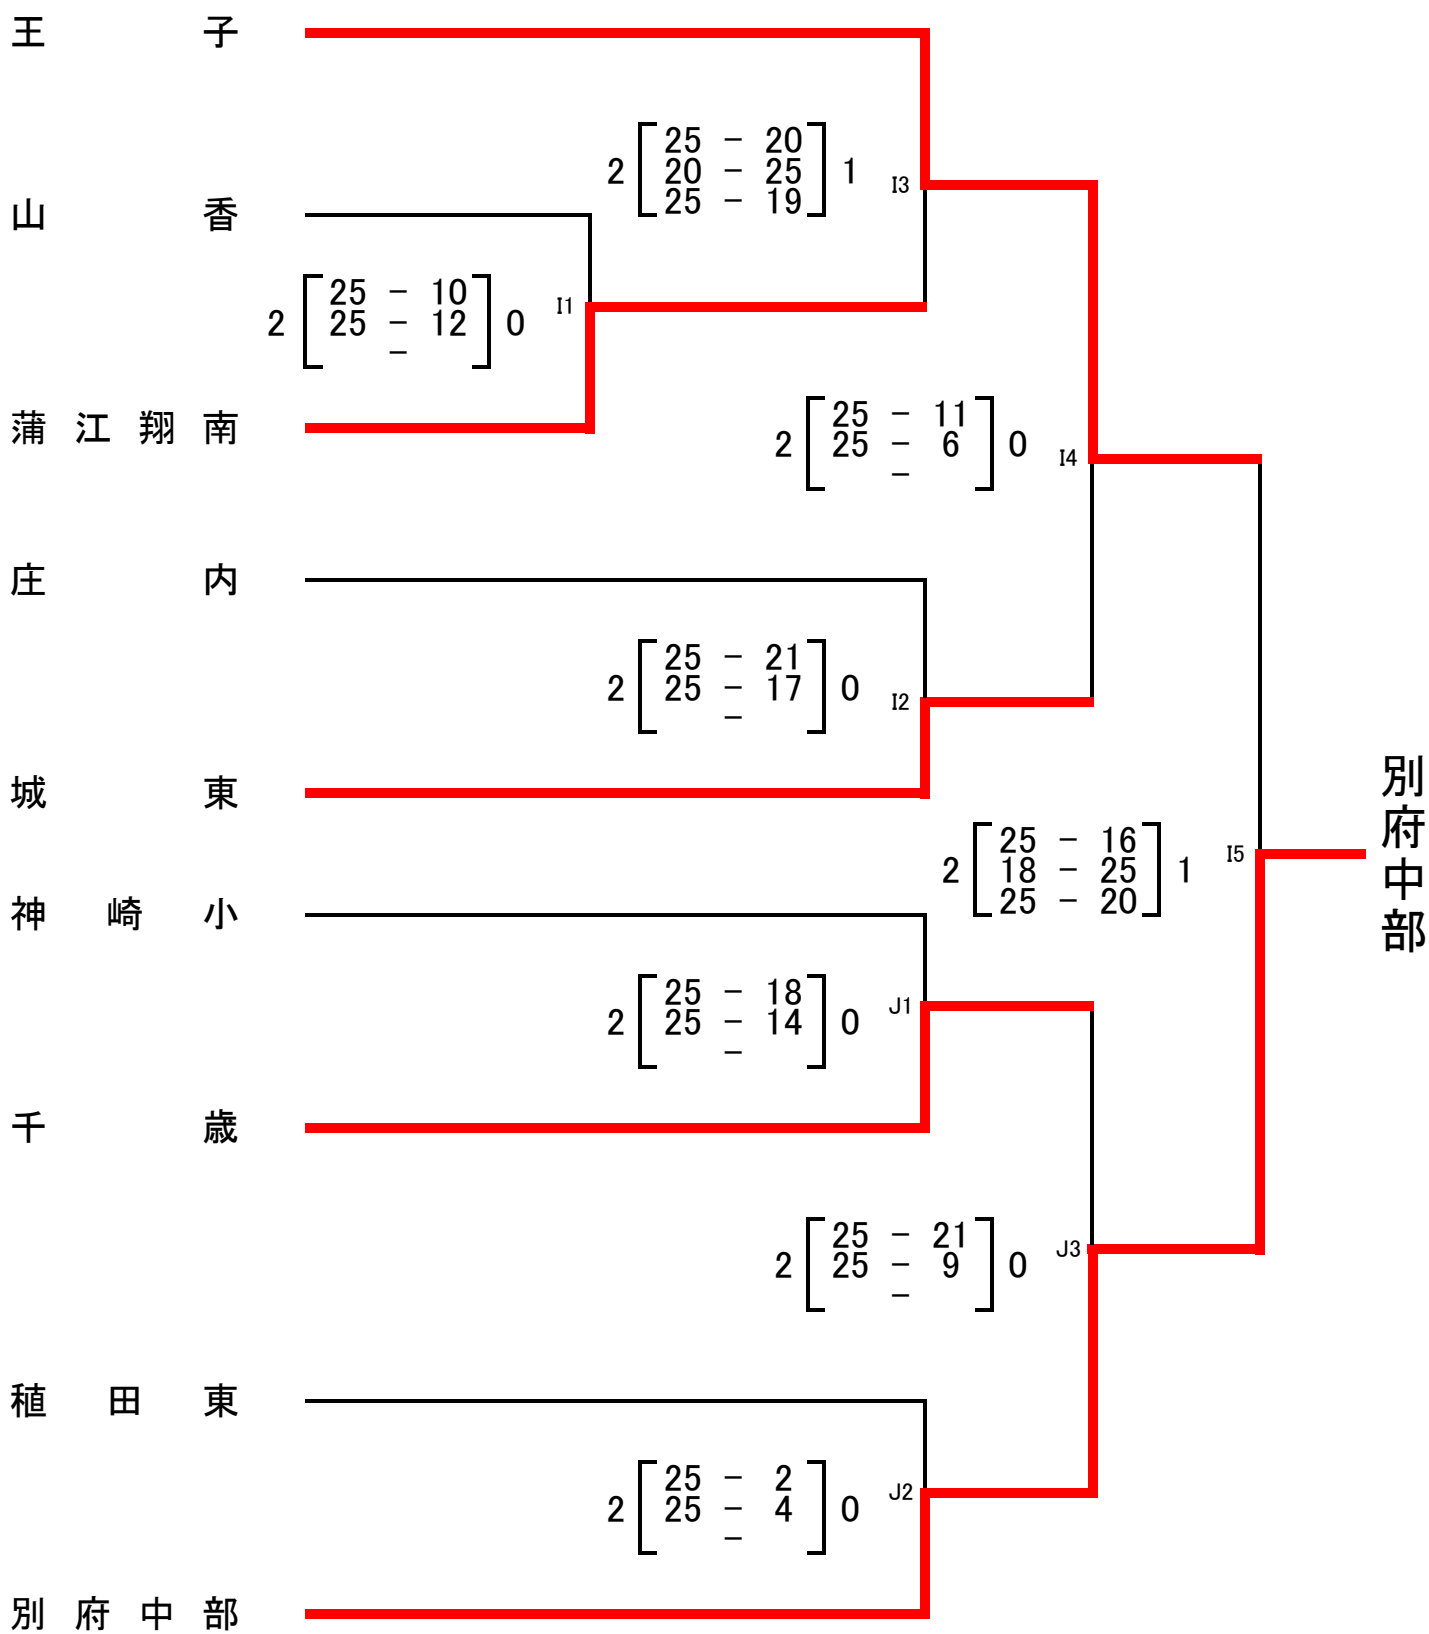 王子
25 - 20
2 20 - 25 1 I3
25 - 19
山香
25 - 10
2 25 - 12 0 I1
-
蒲江翔南
25 - 11
2 25 - 6 0 I4
-
庄内
25 - 21
2 25 - 17 0 I2
-
城東
別府中部
25 - 16
2 18 - 25 1 I5
25 - 20
神崎小
25 - 18
2 25 - 14 0 J1
-
千歳
25 - 21
2 25 - 9 0 J3
-
稙田東
25 - 2
2 25 - 4 0 J2
-
別府中部